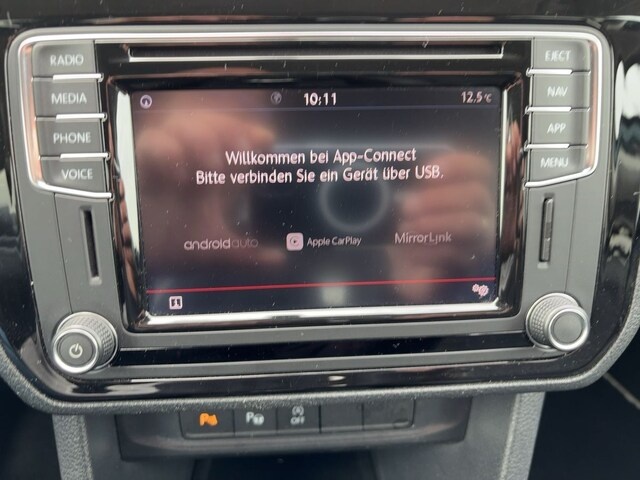 RADIO
MEDIA
PHONE
VOICE
EJECT
NAV
APP
MENU
10:11
12.5°C
Willkommen bei App-Connect
Bitte verbinden Sie ein Gerät über USB.
androidauto
Apple CarPlay
MirrorLink
OFF